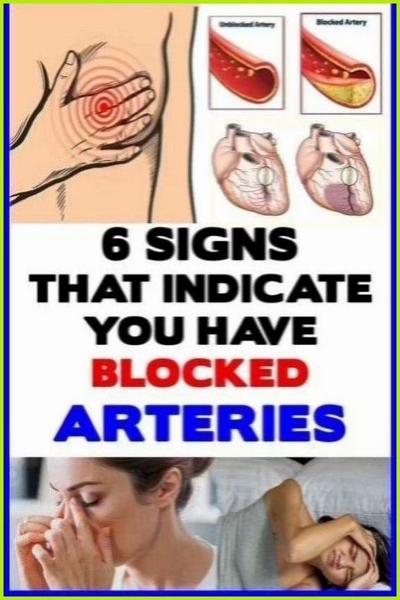 Unblocked Artery
Blocked Artery
6 SIGNS
THAT INDICATE
YOU HAVE
BLOCKED
ARTERIES